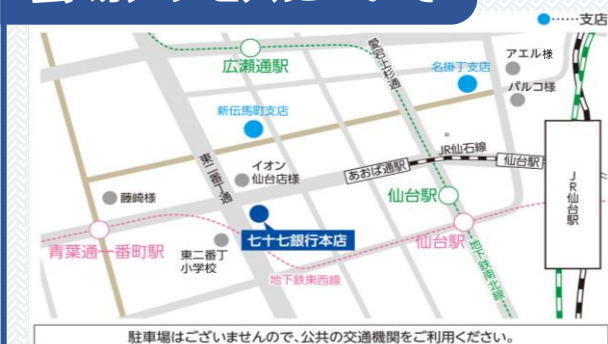 ●……支店
広瀬通駅
愛宕上杉通
名掛丁支店
アエル様
パルコ様
新伝馬町支店
東二番丁通
イオン
仙台店様
あおば通駅
JR仙石線
仙台駅
JR仙台駅
藤崎様
仙台駅
七十七銀行本店
青葉通一番町駅
東二番丁
小学校
仙台駅
地下鉄東西線
地下鉄南北線
駐車場はございませんので、公共の交通機関をご利用ください。